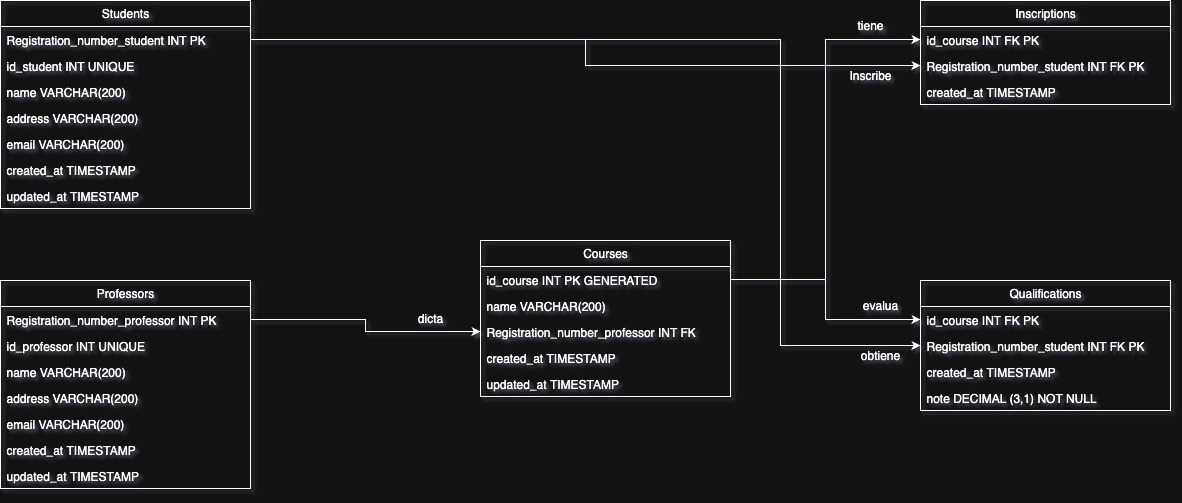 Students
Registration_number_student INT PK
id_student INT UNIQUE
name VARCHAR(200)
address VARCHAR(200)
email VARCHAR(200)
created_at TIMESTAMP
updated_at TIMESTAMP
tiene
Inscribe
Inscriptions
id_course INT FK PK
Registration_number_student INT FK PK
created_at TIMESTAMP
Professors
Registration_number_professor INT PK
id_professor INT UNIQUE
name VARCHAR(200)
address VARCHAR(200)
email VARCHAR(200)
created_at TIMESTAMP
updated_at TIMESTAMP
dicta
Courses
id_course INT PK GENERATED
name VARCHAR(200)
Registration_number_professor INT FK
created_at TIMESTAMP
updated_at TIMESTAMP
evalua
obtiene
Qualifications
id_course INT FK PK
Registration_number_student INT FK PK
created_at TIMESTAMP
note DECIMAL (3,1) NOT NULL